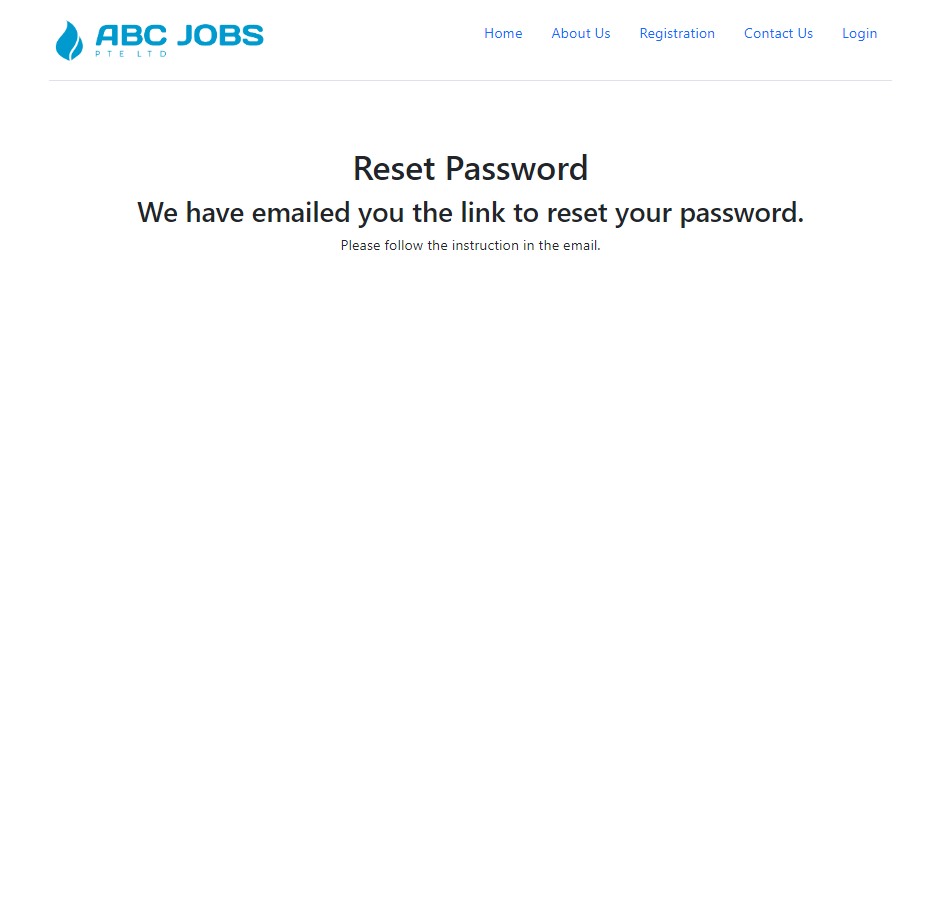 ABC JOBS
PTE LTD
Home About Us Registration Contact Us Login
Reset Password
We have emailed you the link to reset your password.
Please follow the instruction in the email.